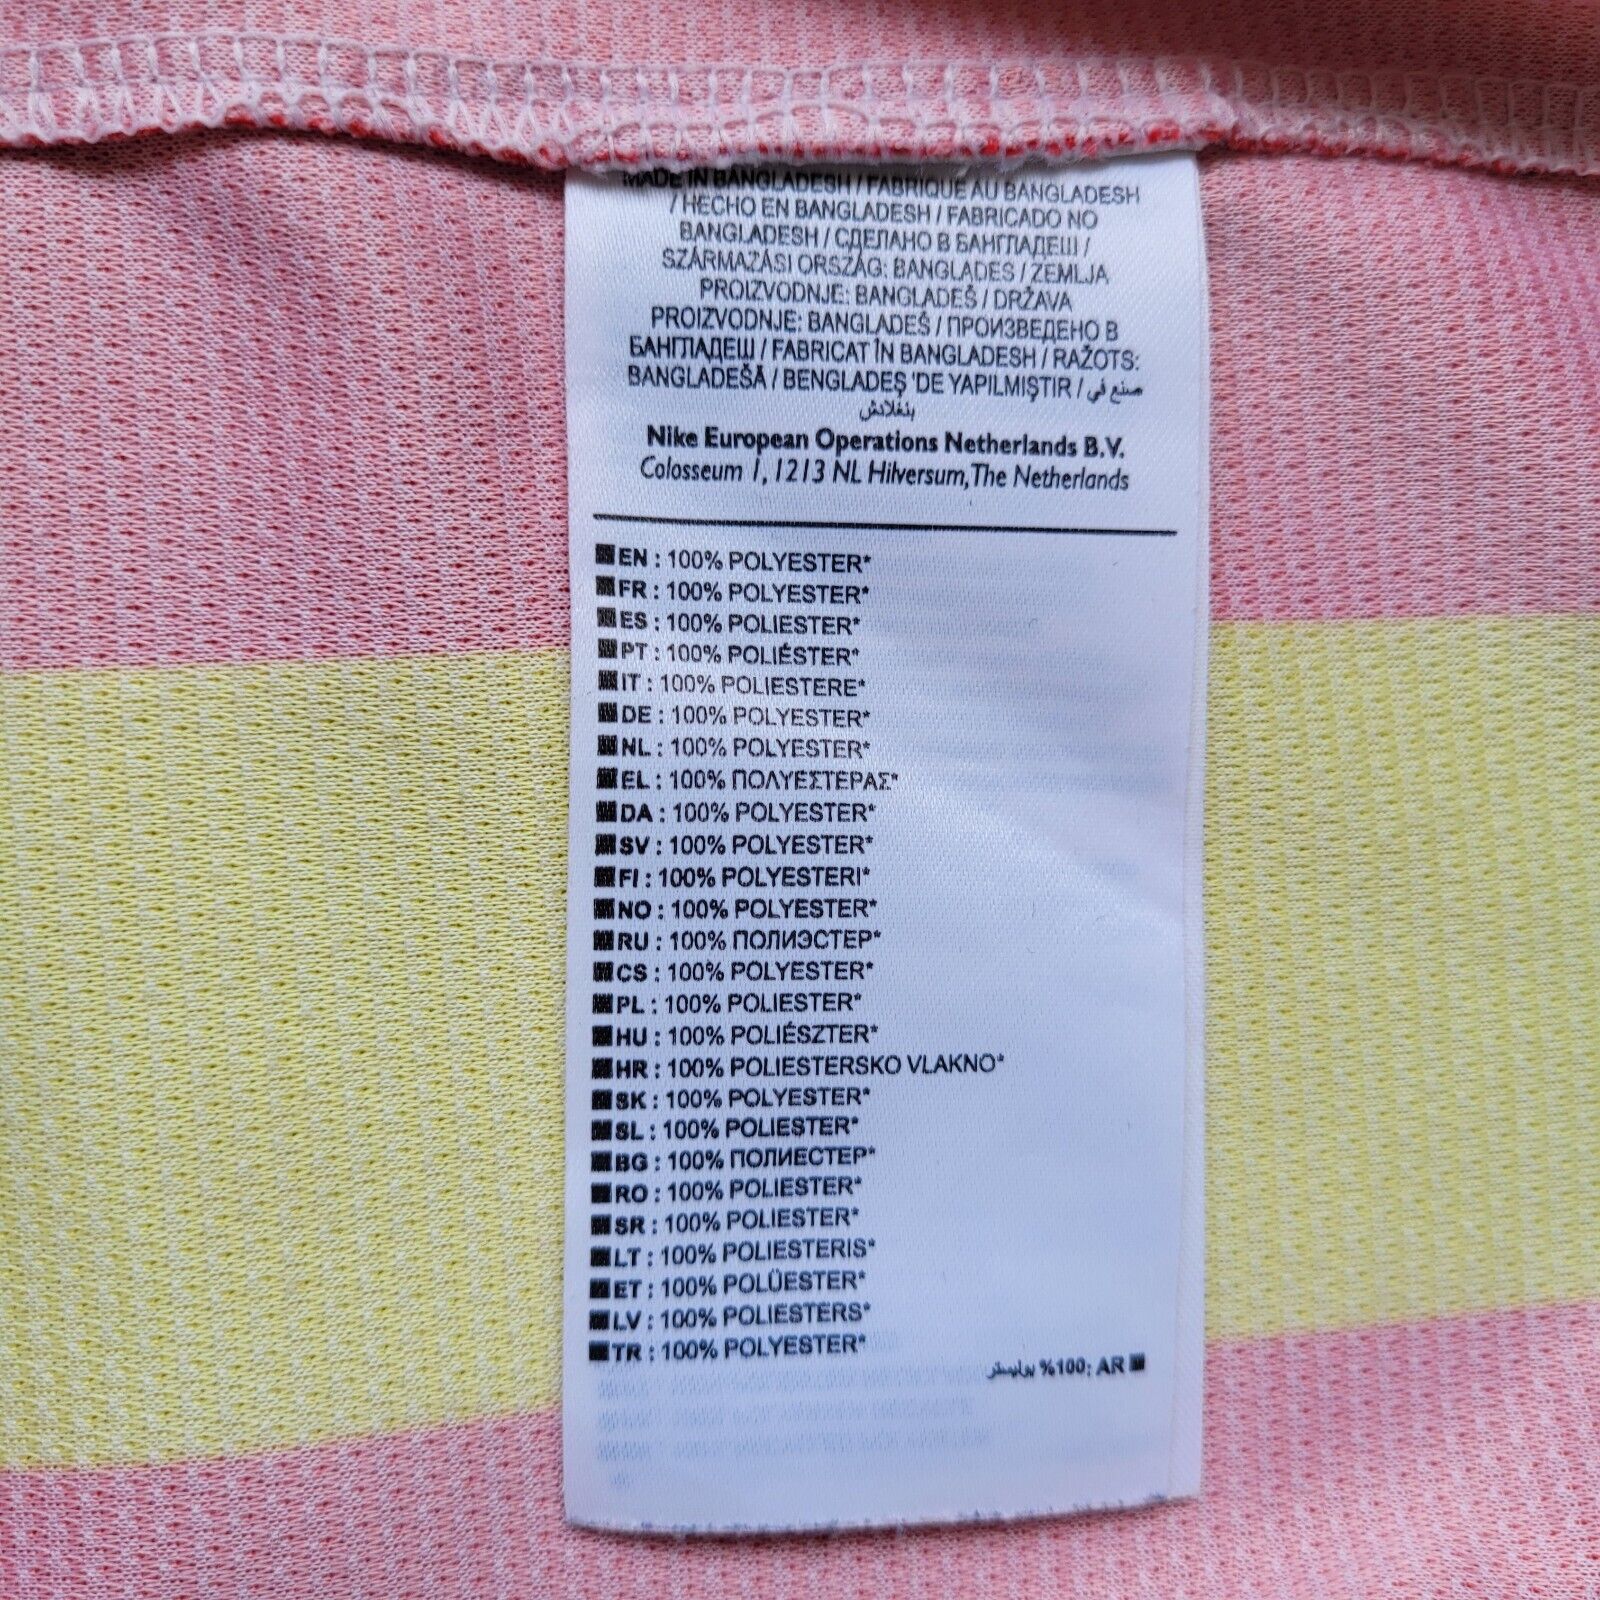 MADE IN BANGLADESH / FABRIQUE AU BANGLADESH
/ HECHO EN BANGLADESH / FABRICADO NO
BANGLADESH / СДЕЛАНО В БАНГЛАДЕШ /
SZÁRMAZÁSI ORSZÁG: BANGLADES / ZEMLJA
PROIZVODNJE: BANGLADEŠ / DRŽAVA
PROIZVODNJE: BANGLADEŠ / ПРОИЗВЕДЕНО В
БАНГЛАДЕШ / FABRICAT ÎN BANGLADESH / RAŽOTS:
BANGLADEŠĀ / BENGLADEŞ 'DE YAPILMIŞTIR / صنع في
بنغلاتش
Nike European Operations Netherlands B.V.
Colosseum 1, 1213 NL Hilversum, The Netherlands
EN : 100% POLYESTER*
FR : 100% POLYESTER*
ES : 100% POLIESTER*
PT : 100% POLIÉSTER*
IT : 100% POLIESTERE*
DE : 100% POLYESTER*
NL : 100% POLYESTER*
EL : 100% ΠΟΛΥΕΣΤΕΡΑΣ*
DA : 100% POLYESTER*
SV : 100% POLYESTER*
FI : 100% POLYESTERI*
NO : 100% POLYESTER*
RU : 100% ПОЛИЭСТЕР*
CS : 100% POLYESTER*
PL : 100% POLIESTER*
HU : 100% POLIÉSZTER*
HR : 100% POLIESTERSKO VLAKNO*
SK : 100% POLYESTER*
SL : 100% POLIESTER*
BG : 100% ПОЛИЕСТЕР*
RO : 100% POLIESTER*
SR : 100% POLIESTER*
LT : 100% POLIESTERIS*
ET : 100% POLÜESTER*
LV : 100% POLIESTERS*
TR : 100% POLYESTER*
AR :100% بوليستر